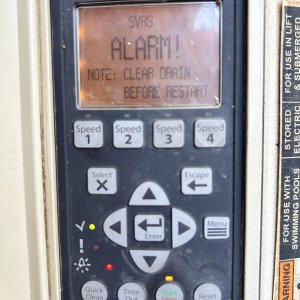 SVRS
ALARM!
NOTE: CLEAR DRAIN
BEFORE RESTART
Speed
1
Speed
2
Speed
3
Speed
4
Select
Escape
Enter
Menu
Quick
Clean
Time
Out
Start
Reset
FOR USE IN LIFT
& SUBMERGED
STORED
ELECTRIC
FOR USE WITH
SWIMMING POOLS
WARNING